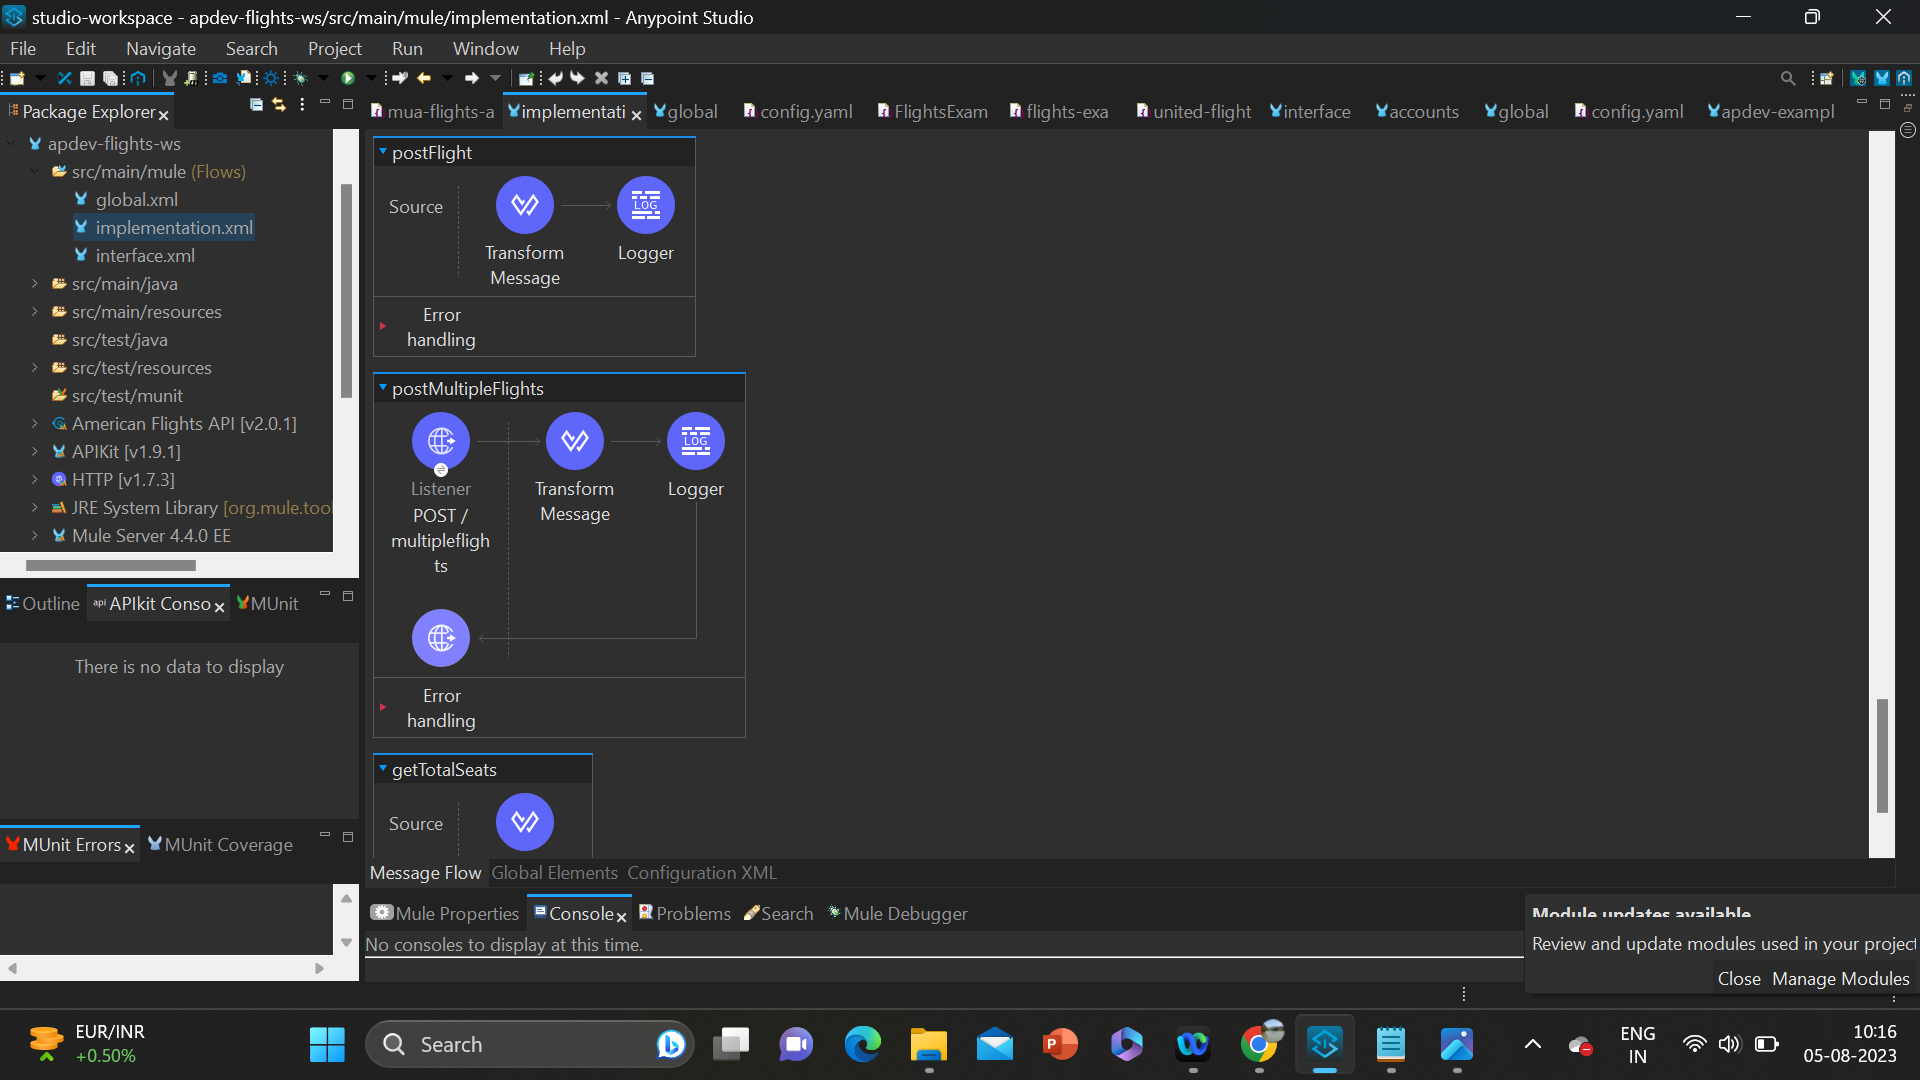 studio-workspace - apdev-flights-ws/src/main/mule/implementation.xml - Anypoint Studio
File Edit Navigate Search Project Run Window Help
Package Explorer
mua-flights-a
implementati
global
config.yaml
FlightsExam
flights-exa
united-flight
interface
accounts
global
config.yaml
apdev-exampl
apdev-flights-ws
src/main/mule (Flows)
global.xml
implementation.xml
interface.xml
src/main/java
src/main/resources
src/test/java
src/test/resources
src/test/munit
American Flights API [v2.0.1]
APIKit [v1.9.1]
HTTP [v1.7.3]
JRE System Library [org.mule.tool
Mule Server 4.4.0 EE
Outline
api APIkit Conso
MUnit
There is no data to display
MUnit Errors
MUnit Coverage
postFlight
Source
LOG
Transform
Message
Logger
Error
handling
postMultipleFlights
LOG
Listener
Transform
Message
Logger
POST /
multiplefligh
ts
Error
handling
getTotalSeats
Source
Message Flow
Global Elements
Configuration XML
Mule Properties
Console
Problems
Search
Mule Debugger
No consoles to display at this time.
Module updates available
Review and update modules used in your project
Close Manage Modules
EUR/INR
+0.50%
Search
ENG
IN
10:16
05-08-2023